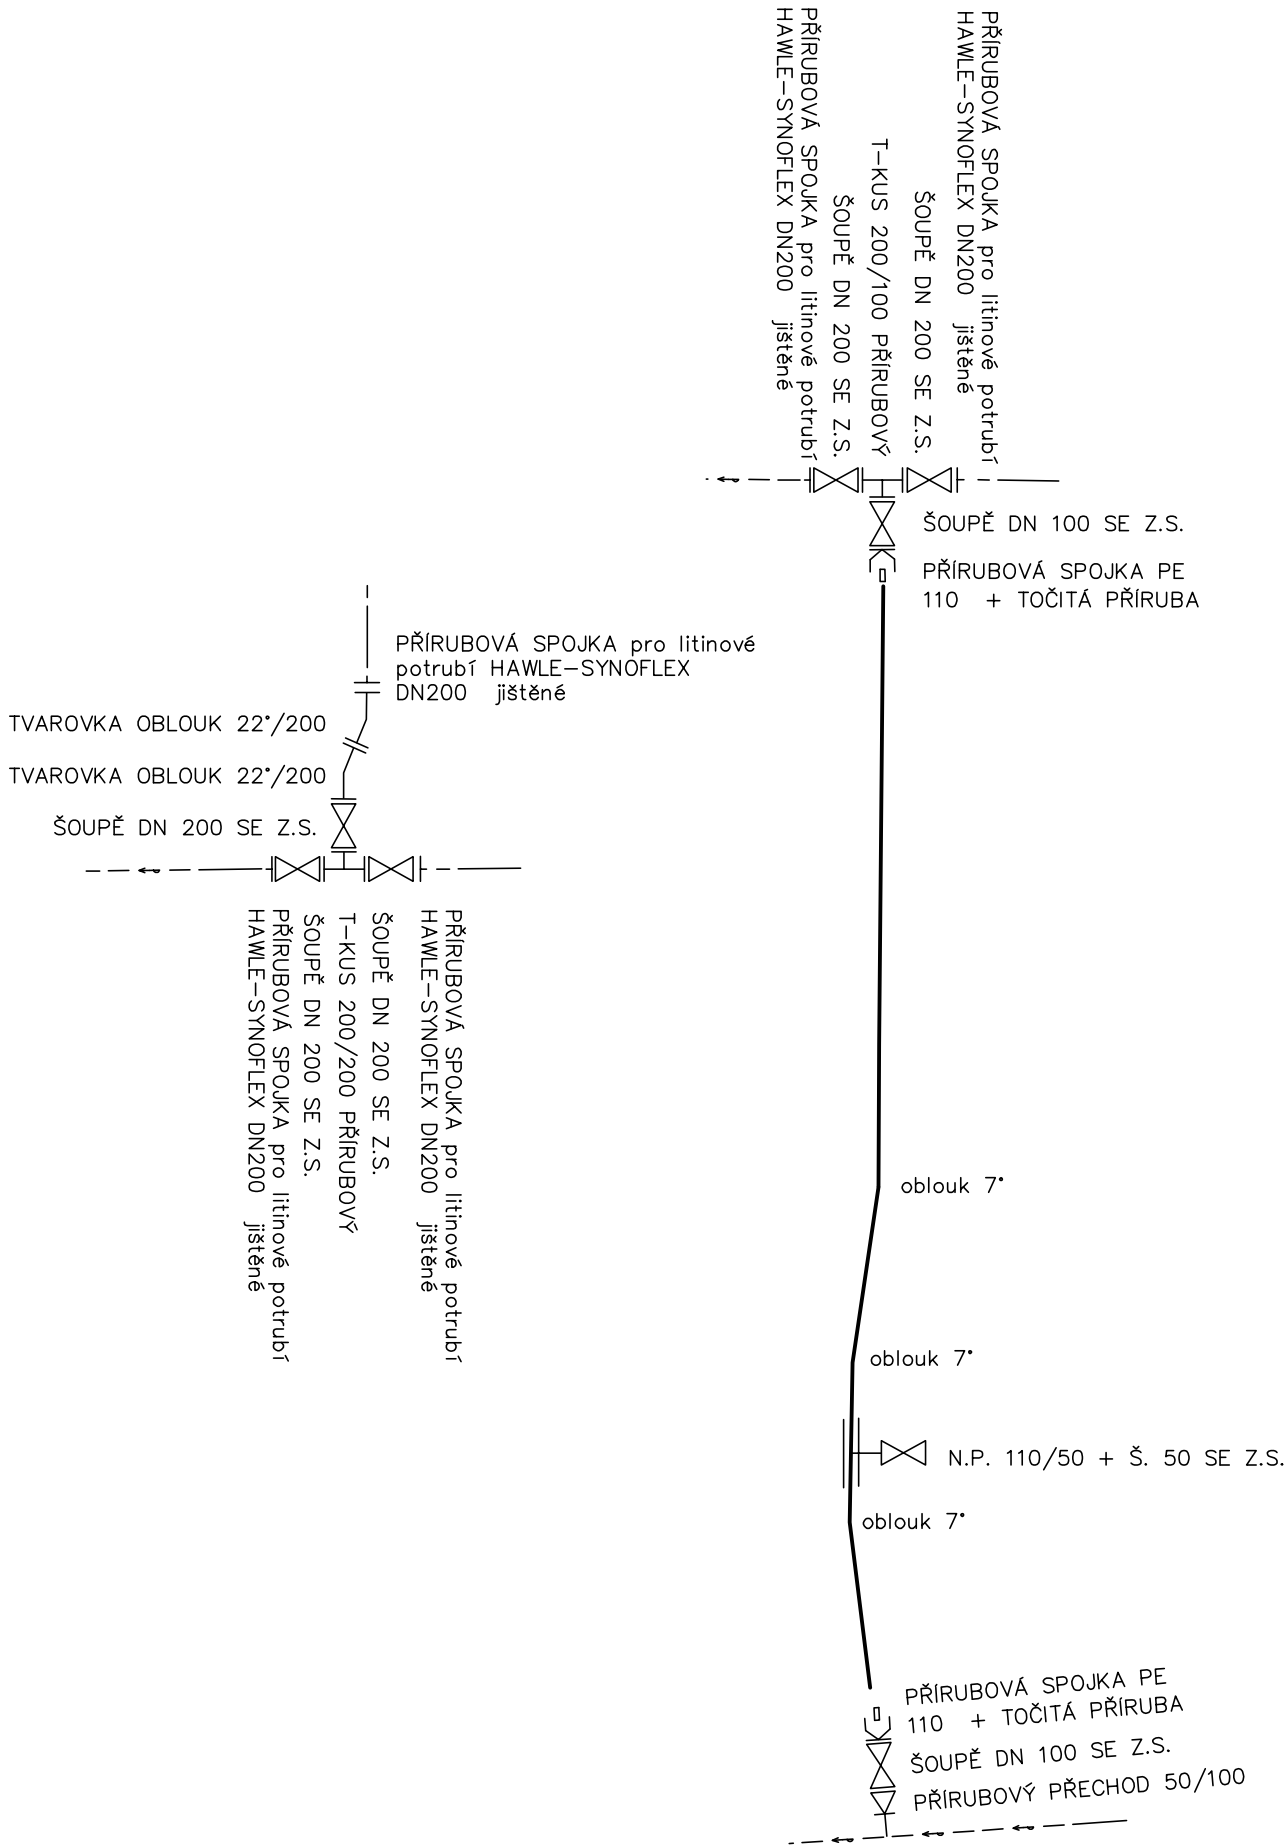 PŘÍRUBOVÁ SPOJKA pro litinové potrubí
HAWLE-SYNOFLEX DN200 jištěné
ŠOUPĚ DN 200 SE Z.S.
T-KUS 200/100 PŘÍRUBOVÝ
ŠOUPĚ DN 200 SE Z.S.
PŘÍRUBOVÁ SPOJKA pro litinové potrubí
HAWLE-SYNOFLEX DN200 jištěné
ŠOUPĚ DN 100 SE Z.S.
PŘÍRUBOVÁ SPOJKA PE
110 + TOČITÁ PŘÍRUBA
PŘÍRUBOVÁ SPOJKA pro litinové
potrubí HAWLE-SYNOFLEX
DN200 jištěné
TVAROVKA OBLOUK 22°/200
TVAROVKA OBLOUK 22°/200
ŠOUPĚ DN 200 SE Z.S.
PŘÍRUBOVÁ SPOJKA pro litinové potrubí
HAWLE-SYNOFLEX DN200 jištěné
ŠOUPĚ DN 200 SE Z.S.
T-KUS 200/200 PŘÍRUBOVÝ
ŠOUPĚ DN 200 SE Z.S.
PŘÍRUBOVÁ SPOJKA pro litinové potrubí
HAWLE-SYNOFLEX DN200 jištěné
oblouk 7°
oblouk 7°
N.P. 110/50 + Š. 50 SE Z.S.
oblouk 7°
PŘÍRUBOVÁ SPOJKA PE
110 + TOČITÁ PŘÍRUBA
ŠOUPĚ DN 100 SE Z.S.
PŘÍRUBOVÝ PŘECHOD 50/100